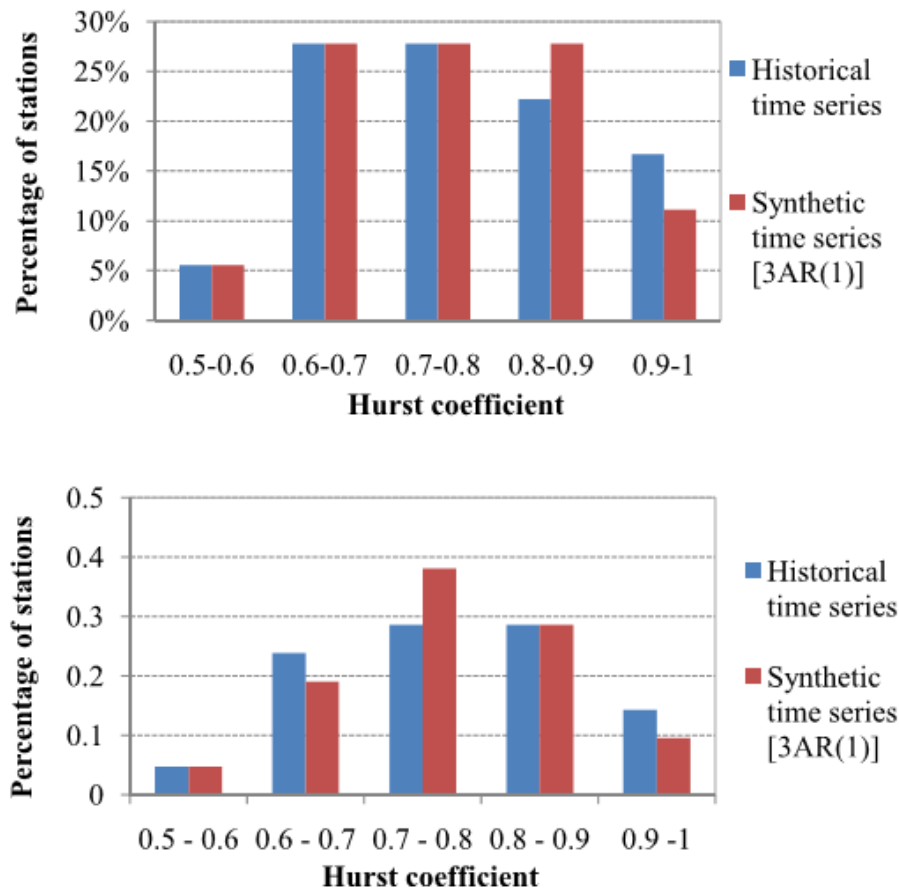 30%
25%
20%
15%
10%
5%
0%
Percentage of stations
0.5-0.6 0.6-0.7 0.7-0.8 0.8-0.9 0.9-1
Hurst coefficient
Historical
time series
Synthetic
time series
[3AR(1)]
0.5
0.4
0.3
0.2
0.1
0
Percentage of stations
0.5 - 0.6 0.6 - 0.7 0.7 - 0.8 0.8 - 0.9 0.9 -1
Hurst coefficient
Historical
time series
Synthetic
time series
[3AR(1)]